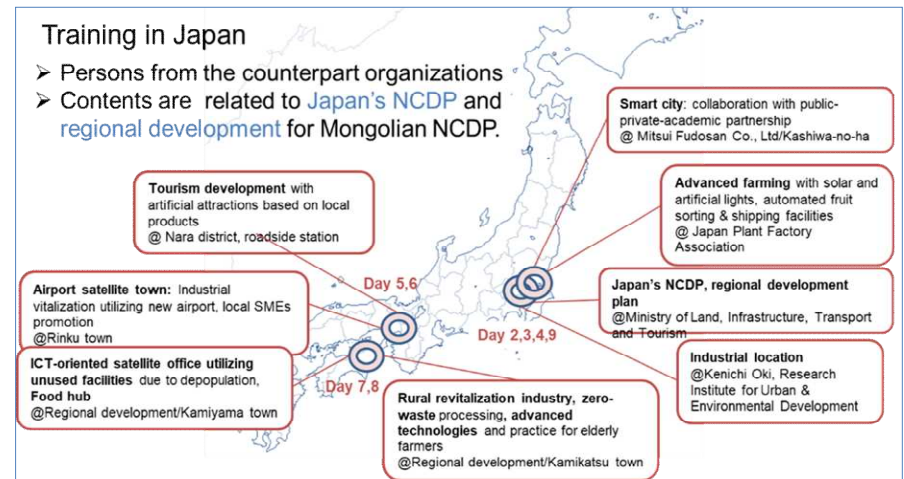 Training in Japan
➤ Persons from the counterpart organizations
➤ Contents are related to Japan's NCDP and
regional development for Mongolian NCDP.
Smart city: collaboration with public-
private-academic partnership
@ Mitsui Fudosan Co., Ltd/Kashiwa-no-ha
Tourism development with
artificial attractions based on local
products
@ Nara district, roadside station
Advanced farming with solar and
artificial lights, automated fruit
sorting & shipping facilities
@ Japan Plant Factory
Association
Airport satellite town: Industrial
vitalization utilizing new airport, local SMEs
promotion
@Rinku town
Day 5,6
Japan's NCDP, regional development
plan
@Ministry of Land, Infrastructure, Transport
and Tourism
Day 2,3,4,9
ICT-oriented satellite office utilizing
unused facilities due to depopulation,
Food hub
@Regional development/Kamiyama town
Day 7,8
Industrial location
@Kenichi Oki, Research
Institute for Urban &
Environmental Development
Rural revitalization industry, zero-
waste processing, advanced
technologies and practice for elderly
farmers
@Regional development/Kamikatsu town